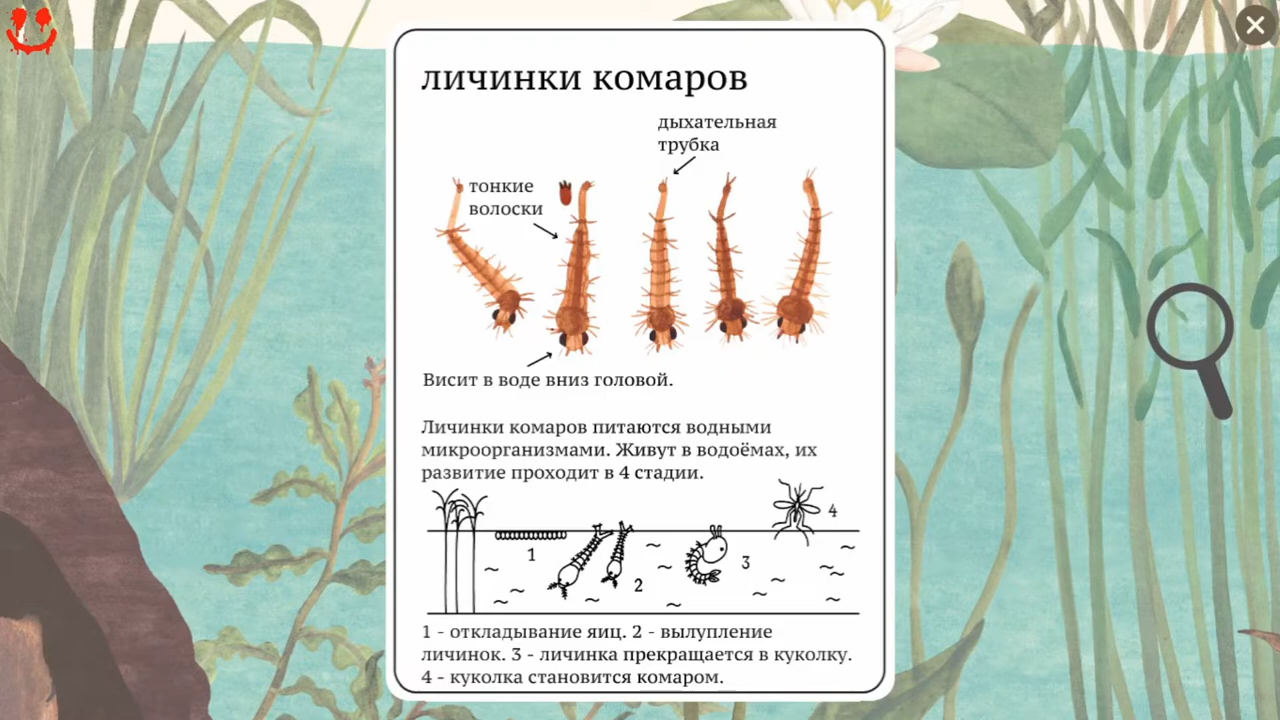 личинки комаров
дыхательная
трубка
тонкие
волоски
Висит в воде вниз головой.
Личинки комаров питаются водными
микроорганизмами. Живут в водоёмах, их
развитие проходит в 4 стадии.
4
1
3
2
1 - откладывание яиц. 2 - вылупление
личинок. 3 - личинка прекращается в куколку.
4 - куколка становится комаром.